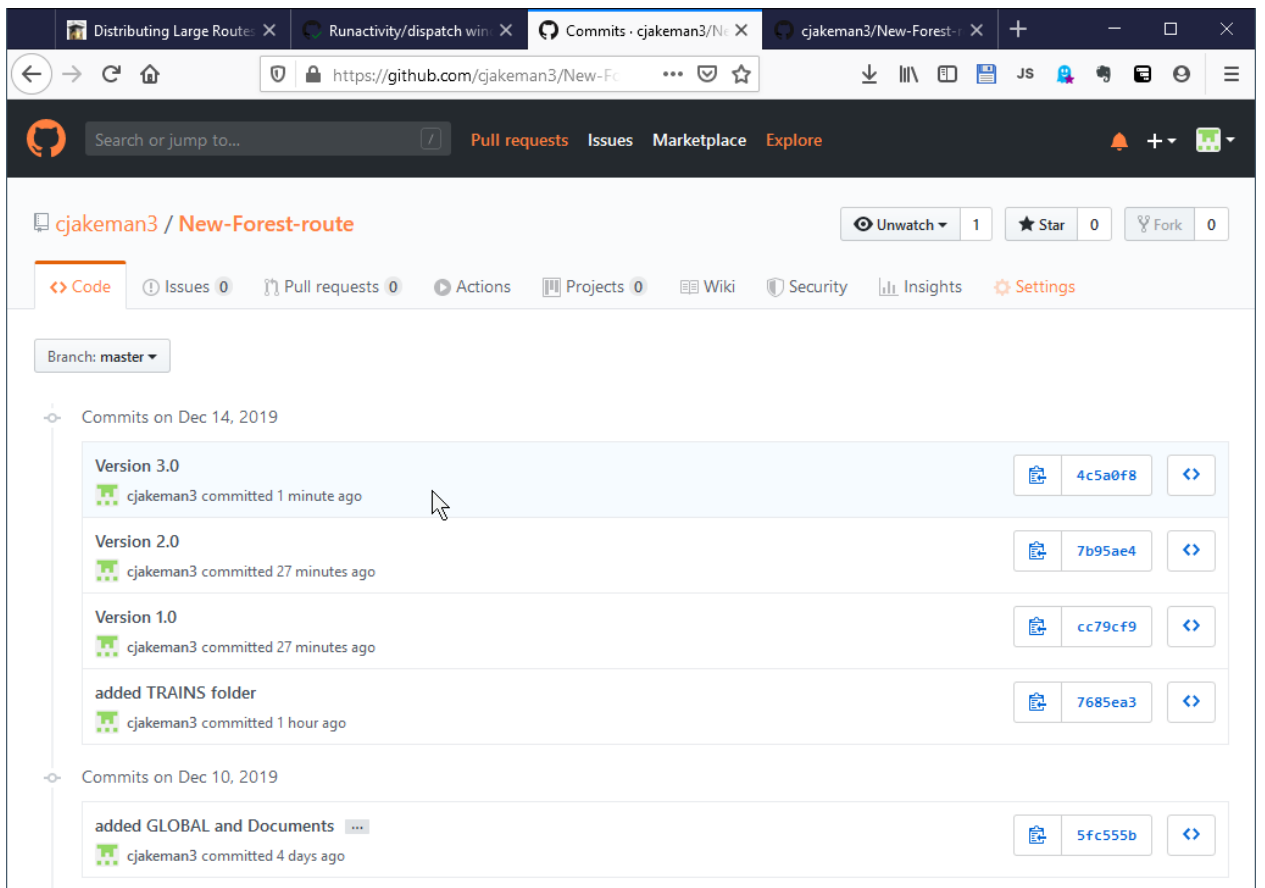 Distributing Large Routes
Runactivity/dispatch win
Commits · cjakeman3/Ne
cjakeman3/New-Forest-r
https://github.com/cjakeman3/New-Fo
JS
Search or jump to...
/
Pull requests Issues Marketplace Explore
cjakeman3 / New-Forest-route
Unwatch 1
Star 0
Fork 0
Code
Issues 0
Pull requests 0
Actions
Projects 0
Wiki
Security
Insights
Settings
Branch: master
Commits on Dec 14, 2019
Version 3.0
cjakeman3 committed 1 minute ago
4c5a0f8
Version 2.0
cjakeman3 committed 27 minutes ago
7b95ae4
Version 1.0
cjakeman3 committed 27 minutes ago
cc79cf9
added TRAINS folder
cjakeman3 committed 1 hour ago
7685ea3
Commits on Dec 10, 2019
added GLOBAL and Documents ...
cjakeman3 committed 4 days ago
5fc555b